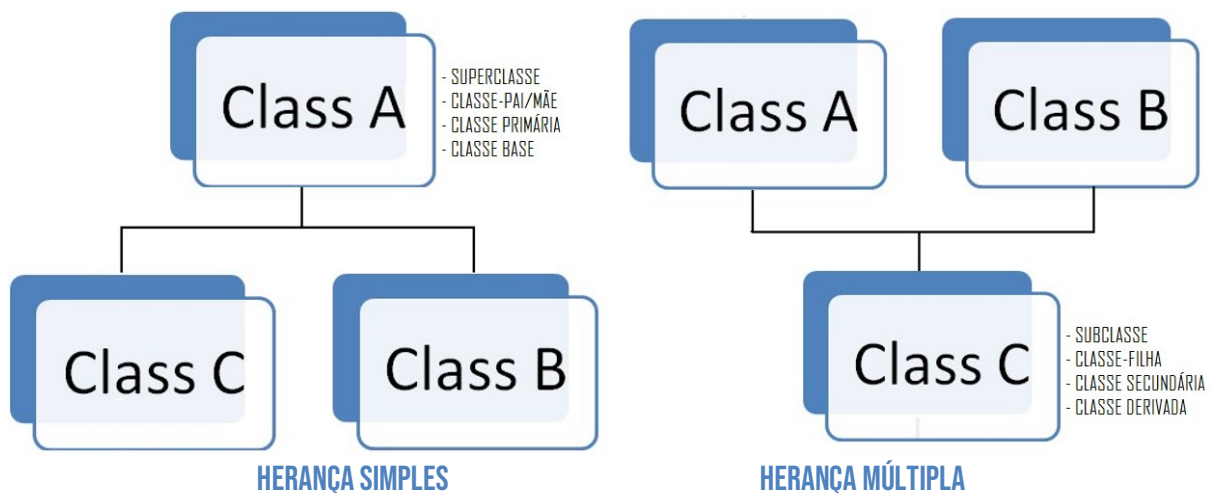 Class A
- SUPERCLASSE
- CLASSE-PAI/MÃE
- CLASSE PRIMÁRIA
- CLASSE BASE
Class C
Class B
HERANÇA SIMPLES
Class A
Class B
Class C
- SUBCLASSE
- CLASSE-FILHA
- CLASSE SECUNDÁRIA
- CLASSE DERIVADA
HERANÇA MÚLTIPLA